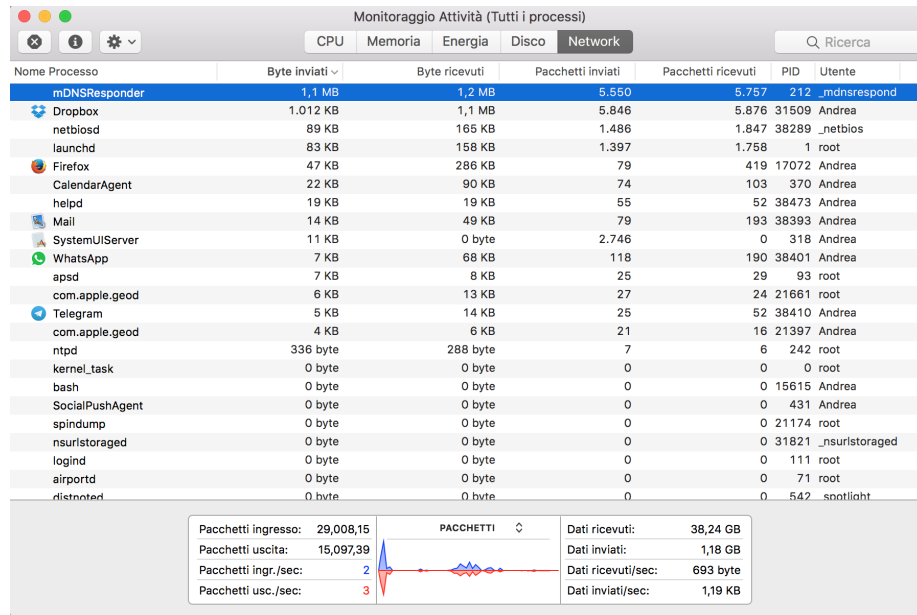 Monitoraggio Attività (Tutti i processi)
CPU Memoria Energia Disco Network Ricerca
Nome Processo Byte inviati Byte ricevuti Pacchetti inviati Pacchetti ricevuti PID Utente
mDNSResponder 1,1 MB 1,2 MB 5.550 5.757 212 _mdnsrespond
Dropbox 1.012 KB 1,1 MB 5.846 5.876 31509 Andrea
netbiosd 89 KB 165 KB 1.486 1.847 38289 _netbios
launchd 83 KB 158 KB 1.397 1.758 1 root
Firefox 47 KB 286 KB 79 419 17072 Andrea
CalendarAgent 22 KB 90 KB 74 103 370 Andrea
helpd 19 KB 19 KB 55 52 38473 Andrea
Mail 14 KB 49 KB 79 193 38393 Andrea
SystemUIServer 11 KB 0 byte 2.746 0 318 Andrea
WhatsApp 7 KB 68 KB 118 190 38401 Andrea
apsd 7 KB 8 KB 25 29 93 root
com.apple.geod 6 KB 13 KB 27 24 21661 root
Telegram 5 KB 14 KB 25 52 38410 Andrea
com.apple.geod 4 KB 6 KB 21 16 21397 Andrea
ntpd 336 byte 288 byte 7 6 242 root
kernel_task 0 byte 0 byte 0 0 0 root
bash 0 byte 0 byte 0 0 15615 Andrea
SocialPushAgent 0 byte 0 byte 0 0 431 Andrea
spindump 0 byte 0 byte 0 0 21174 root
nsurlstoraged 0 byte 0 byte 0 0 31821 _nsurlstoraged
logind 0 byte 0 byte 0 0 111 root
airportd 0 byte 0 byte 0 0 71 root
distnoted 0 byte 0 byte 0 0 542 _spotlight
Pacchetti ingresso: 29,008,15 PACCHETTI Dati ricevuti: 38,24 GB
Pacchetti uscita: 15,097,39 Dati inviati: 1,18 GB
Pacchetti ingr./sec: 2 Dati ricevuti/sec: 693 byte
Pacchetti usc./sec: 3 Dati inviati/sec: 1,19 KB